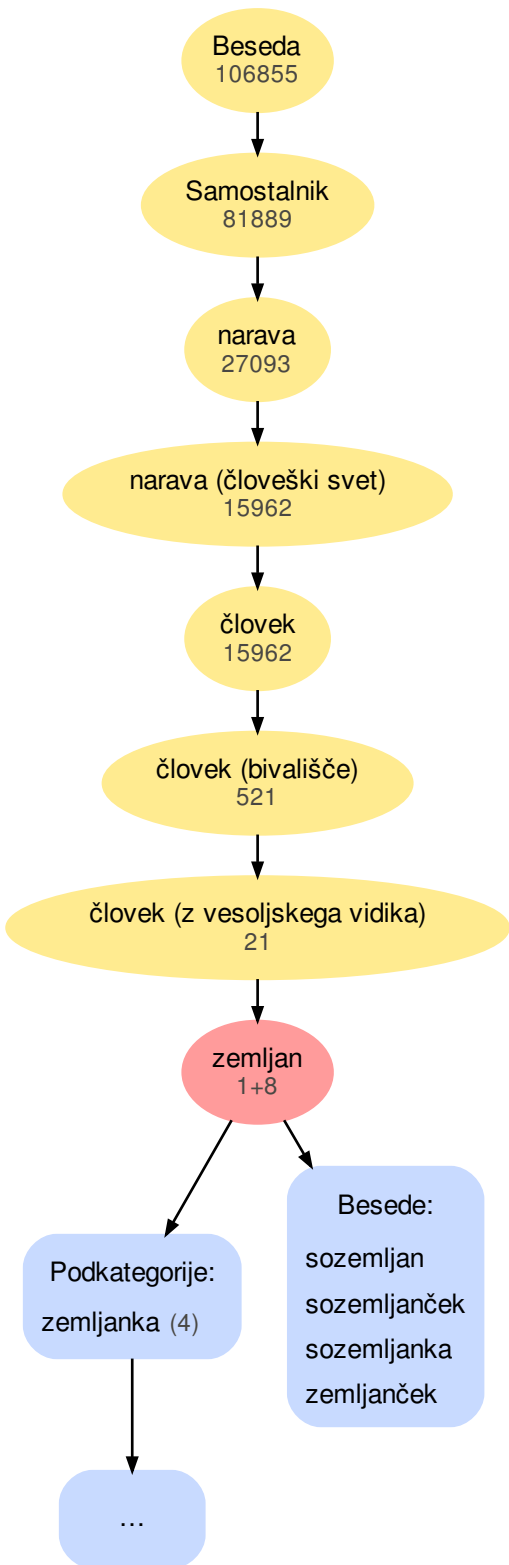 Beseda
106855
Samostalnik
81889
narava
27093
narava (človeški svet)
15962
človek
15962
človek (bivališče)
521
človek (z vesoljskega vidika)
21
zemljan
1+8
Podkategorije:
zemljanka (4)
...
Besede:
sozemljan
sozemljanček
sozemljanka
zemljanček